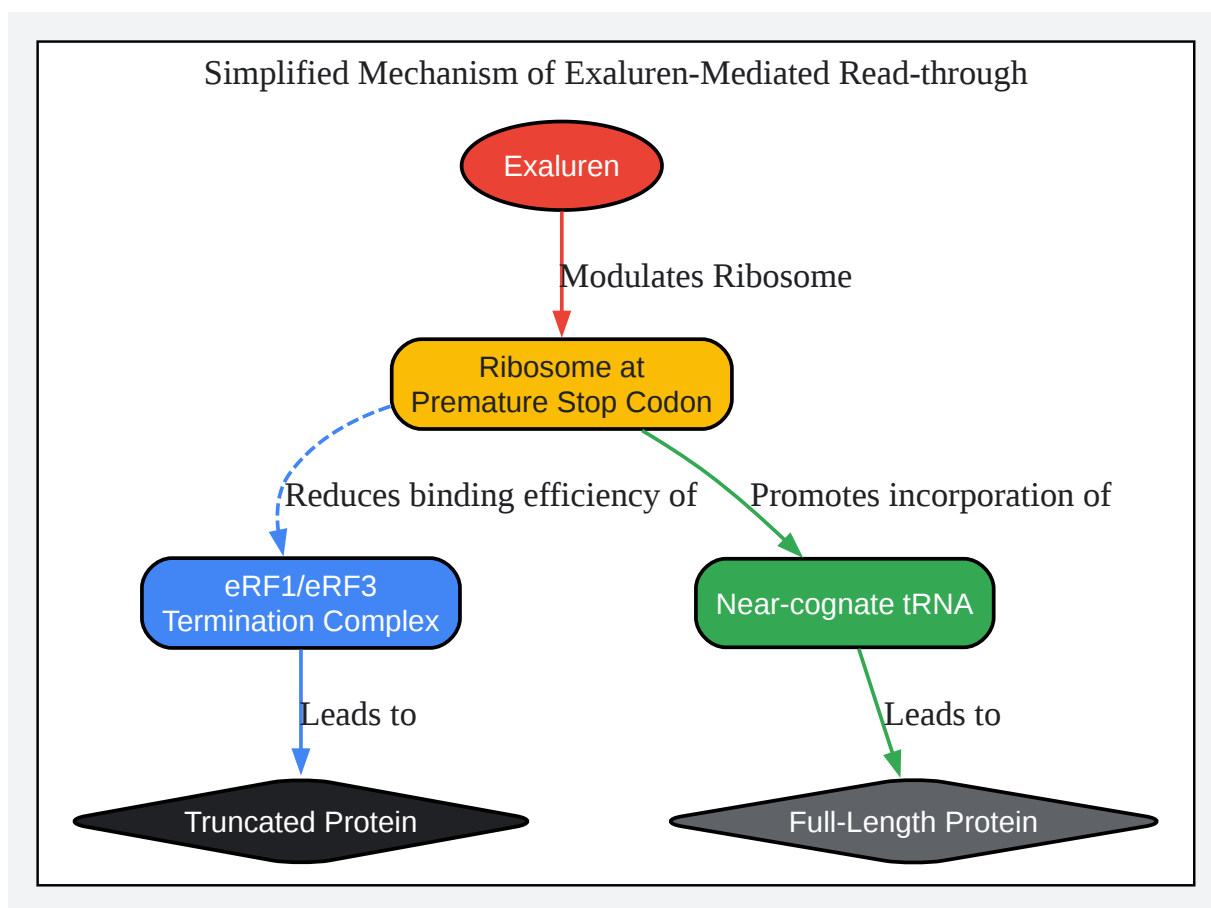 Simplified Mechanism of Exaluren-Mediated Read-through
Exaluren
Modulates Ribosome
Ribosome at
Premature Stop Codon
Reduces binding efficiency of
Promotes incorporation of
eRF1/eRF3
Termination Complex
Near-cognate tRNA
Leads to
Leads to
Truncated Protein
Full-Length Protein